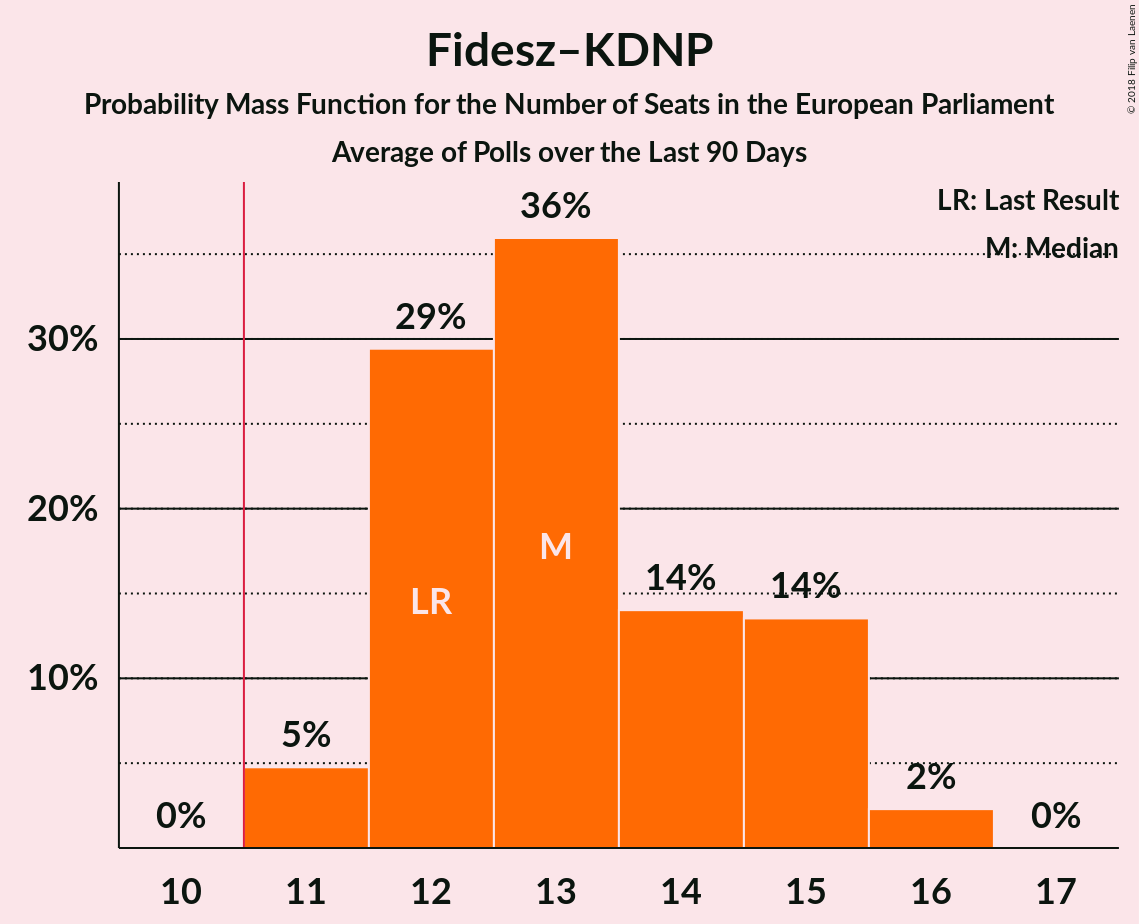 Fidesz–KDNP
Probability Mass Function for the Number of Seats in the European Parliament
Average of Polls over the Last 90 Days
© 2018 Filip van Laenen
LR: Last Result
M: Median
36%
29%
30%
20%
M
14%
14%
LR
10%
5%
2%
0%
0%
10 11 12 13 14 15 16 17